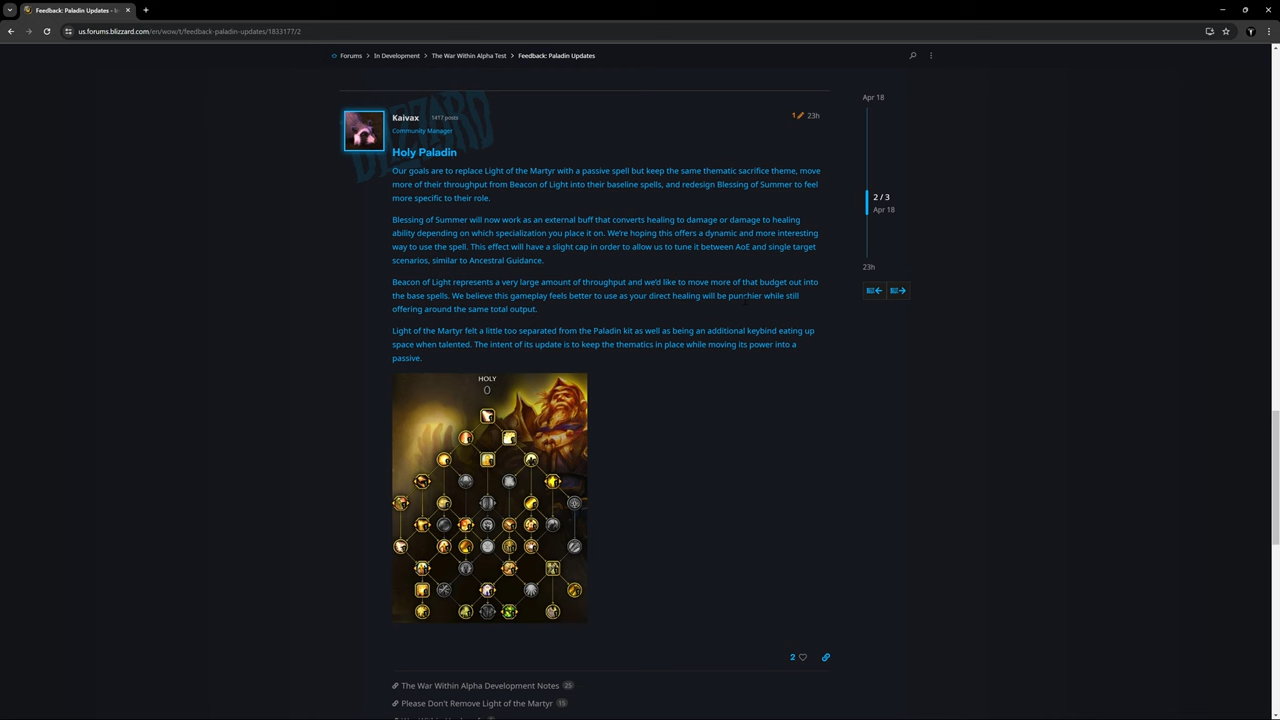 Feedback: Paladin Updates - In
us.forums.blizzard.com/en/wow/t/feedback-paladin-updates/1833177/2
Forums > In Development > The War Within Alpha Test > Feedback: Paladin Updates
BLIZZARD
Kaivax 1417 posts
1 23h
Community Manager
Holy Paladin
Our goals are to replace Light of the Martyr with a passive spell but keep the same thematic sacrifice theme, move
more of their throughput from Beacon of Light into their baseline spells, and redesign Blessing of Summer to feel
more specific to their role.
Blessing of Summer will now work as an external buff that converts healing to damage or damage to healing
ability depending on which specialization you place it on. We're hoping this offers a dynamic and more interesting
way to use the spell. This effect will have a slight cap in order to allow us to tune it between AoE and single target
scenarios, similar to Ancestral Guidance.
Beacon of Light represents a very large amount of throughput and we'd like to move more of that budget out into
the base spells. We believe this gameplay feels better to use as your direct healing will be punchier while still
offering around the same total output.
Light of the Martyr felt a little too separated from the Paladin kit as well as being an additional keybind eating up
space when talented. The intent of its update is to keep the thematics in place while moving its power into a
passive.
HOLY
0
2
The War Within Alpha Development Notes 25
Please Don't Remove Light of the Martyr 15
Apr 18
2 / 3
Apr 18
23h